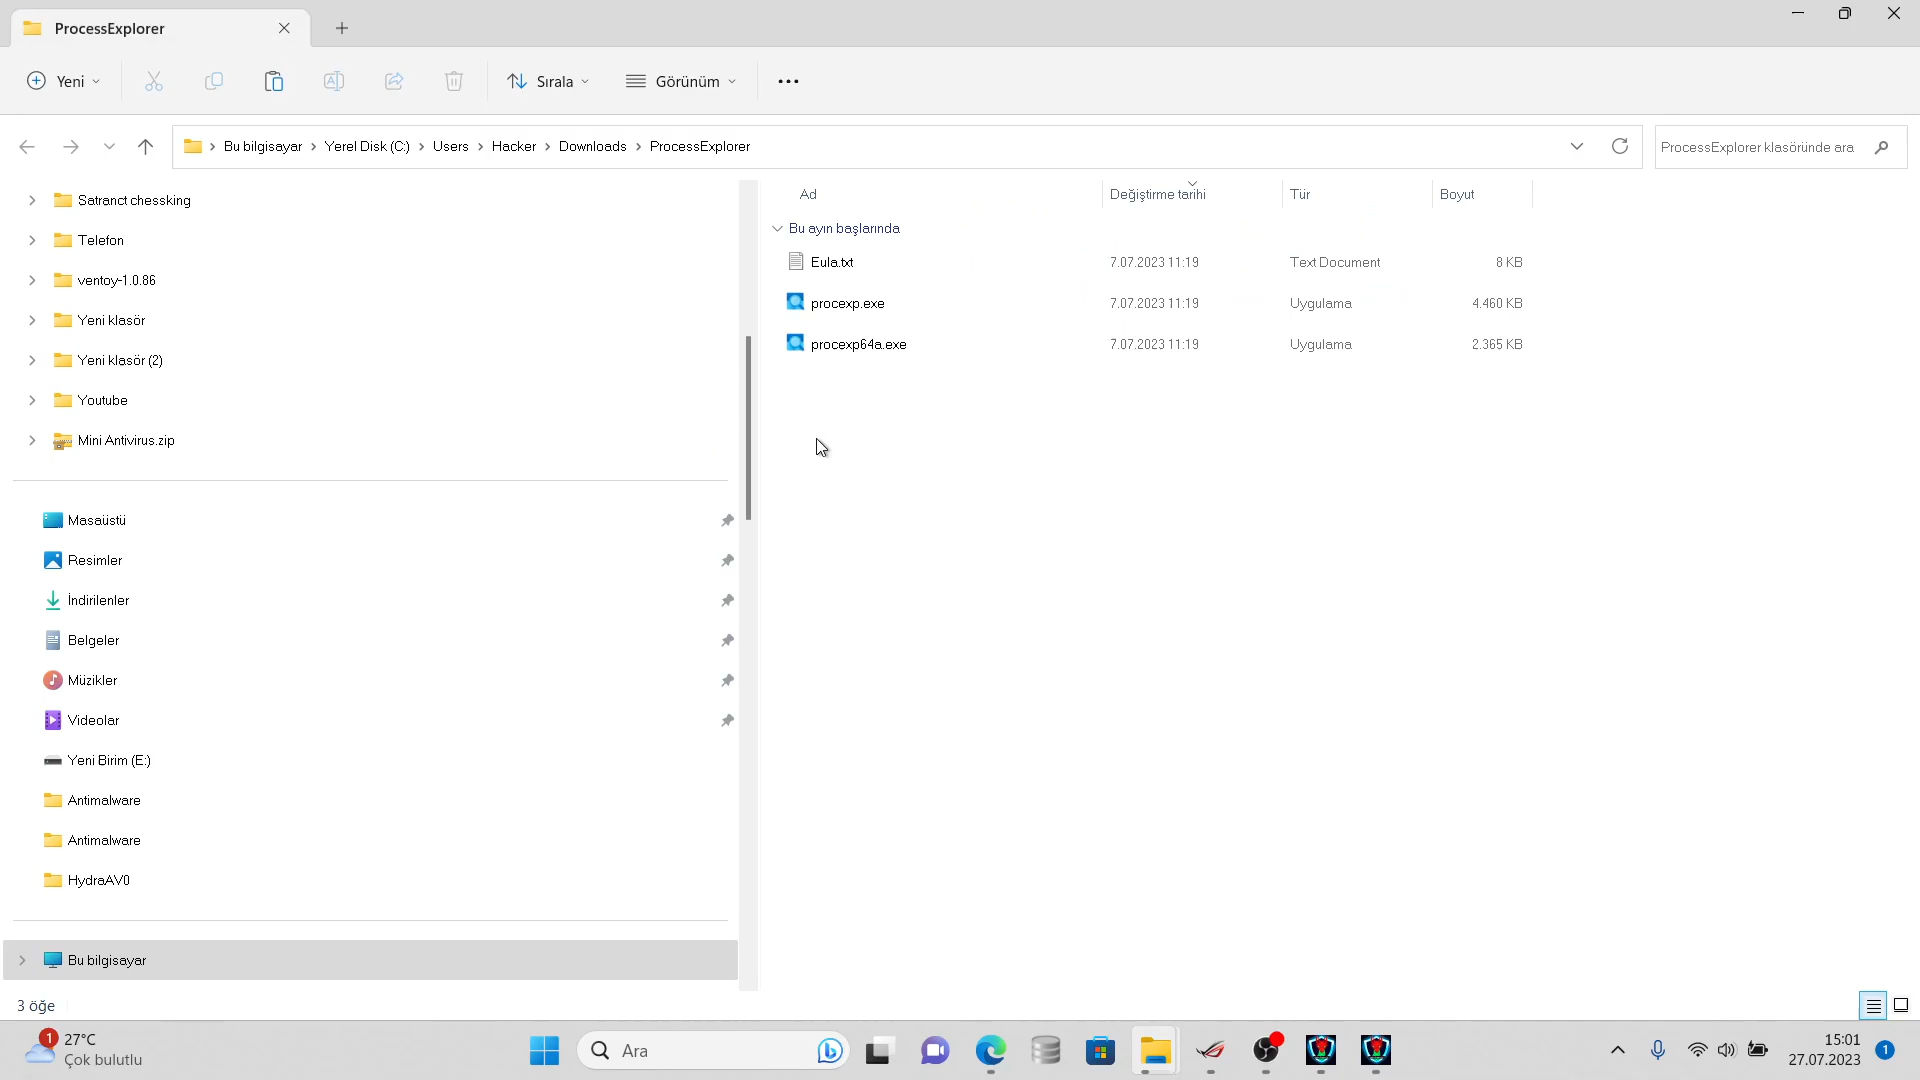 ProcessExplorer
Yeni
Sırala
Görünüm
Bu bilgisayar
Yerel Disk (C:)
Users
Hacker
Downloads
ProcessExplorer
ProcessExplorer klasöründe ara
Satranct chessking
Telefon
ventoy-1.0.86
Yeni klasör
Yeni klasör (2)
Youtube
Mini Antivirus.zip
Masaüstü
Resimler
İndirilenler
Belgeler
Müzikler
Videolar
Yeni Birim (E:)
Antimalware
Antimalware
HydraAV0
Bu bilgisayar
Ad Değiştirme tarihi Tür Boyut
Bu ayın başlarında
Eula.txt 7.07.2023 11:19 Text Document 8 KB
procexp.exe 7.07.2023 11:19 Uygulama 4.460 KB
procexp64a.exe 7.07.2023 11:19 Uygulama 2.365 KB
3 öğe
1
27°C
Çok bulutlu
Ara
15:01
27.07.2023
1